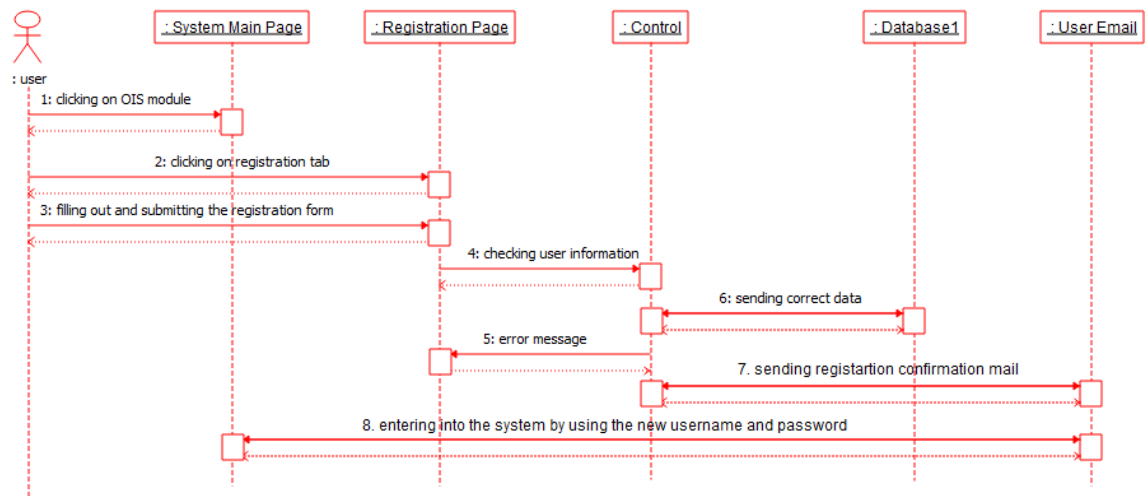 : System Main Page
: Registration Page
: Control
: Database1
: User Email
: user
1: clicking on OIS module
2: clicking on registration tab
3: filling out and submitting the registration form
4: checking user information
6: sending correct data
5: error message
7. sending registartion confirmation mail
8. entering into the system by using the new username and password